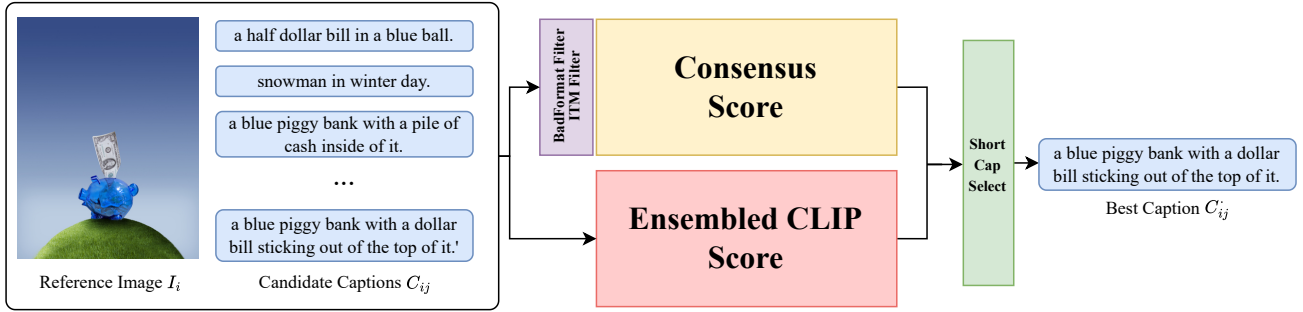 a half dollar bill in a blue ball.
snowman in winter day.
a blue piggy bank with a pile of
cash inside of it.
...
a blue piggy bank with a dollar
bill sticking out of the top of it.'
Reference Image I_i
Candidate Captions C_ij
BadFormat Filter
ITM Filter
Consensus
Score
Ensembled CLIP
Score
Short
Cap
Select
a blue piggy bank with a dollar
bill sticking out of the top of it.
Best Caption C_ij^.